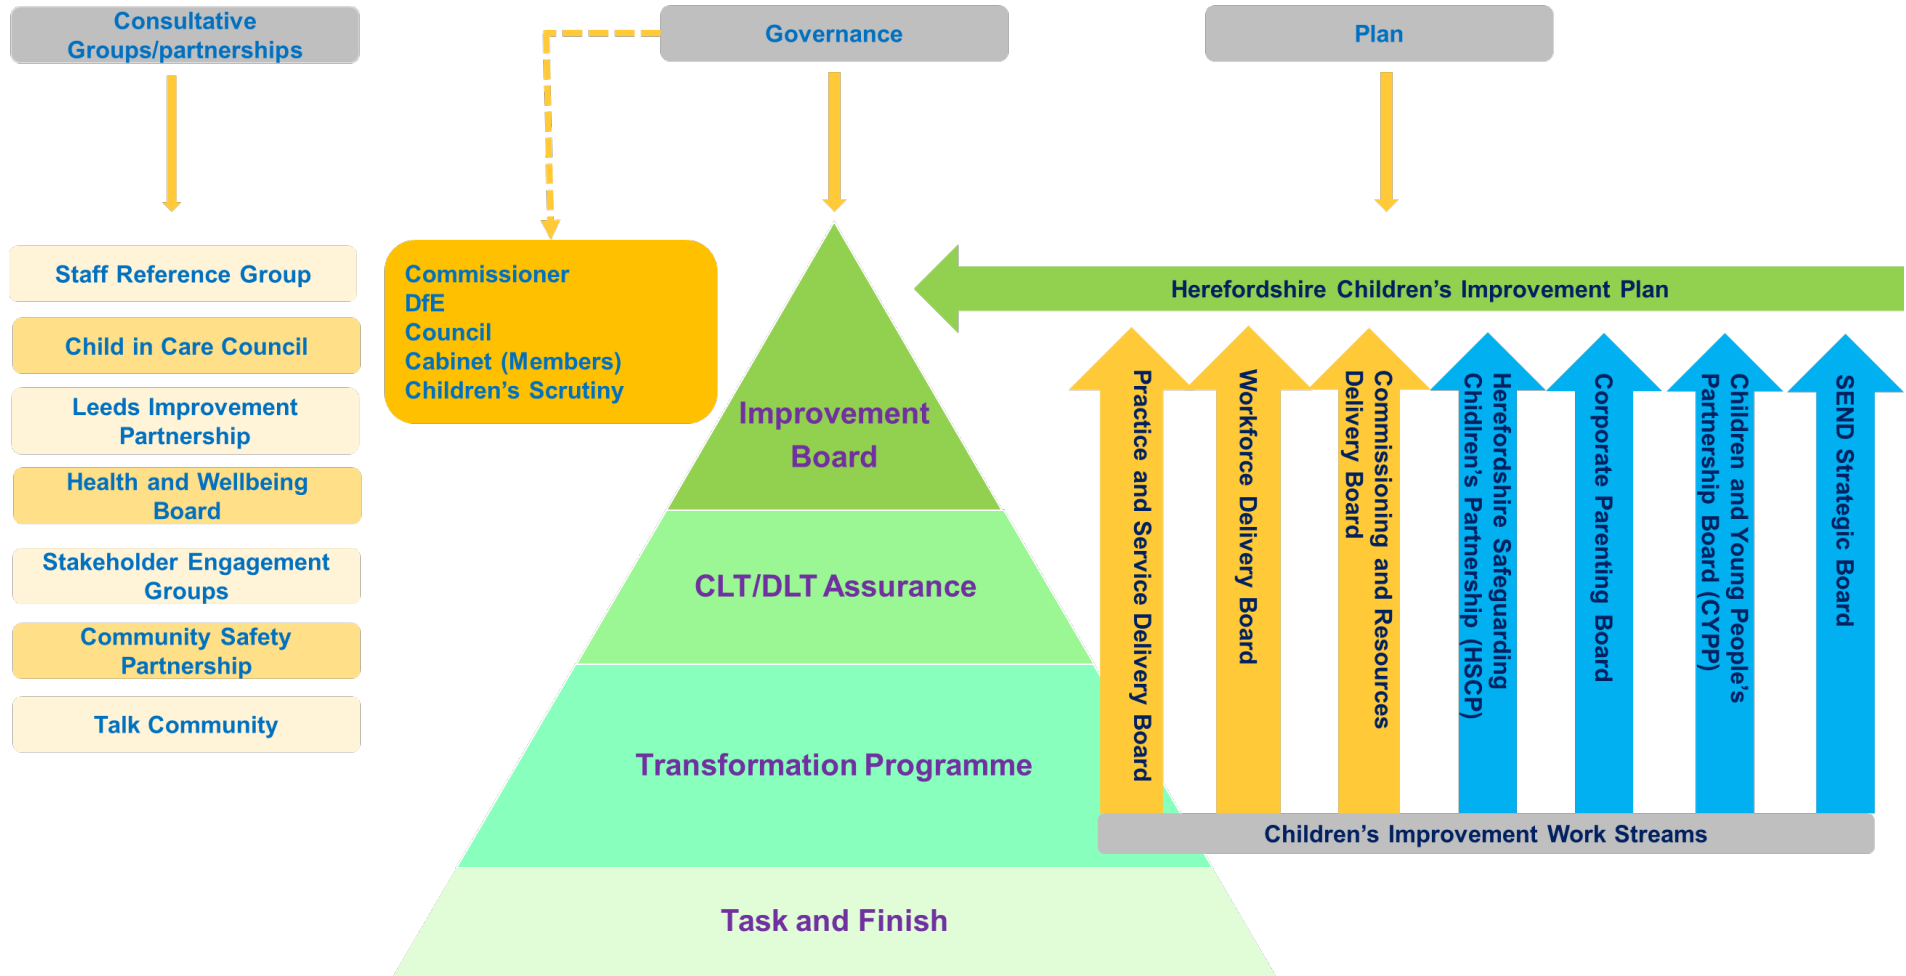 Consultative
Groups/partnerships
Governance
Plan
Staff Reference Group
Child in Care Council
Leeds Improvement
Partnership
Health and Wellbeing
Board
Stakeholder Engagement
Groups
Community Safety
Partnership
Talk Community
Commissioner
DfE
Council
Cabinet (Members)
Children's Scrutiny
Improvement
Board
CLT/DLT Assurance
Transformation Programme
Task and Finish
Herefordshire Children's Improvement Plan
Practice and Service Delivery Board
Workforce Delivery Board
Commissioning and Resources
Delivery Board
Herefordshire Safeguarding
Chidlren's Partnership (HSCP)
Corporate Parenting Board
Children and Young People's
Partnership Board (CYPP)
SEND Strategic Board
Children's Improvement Work Streams